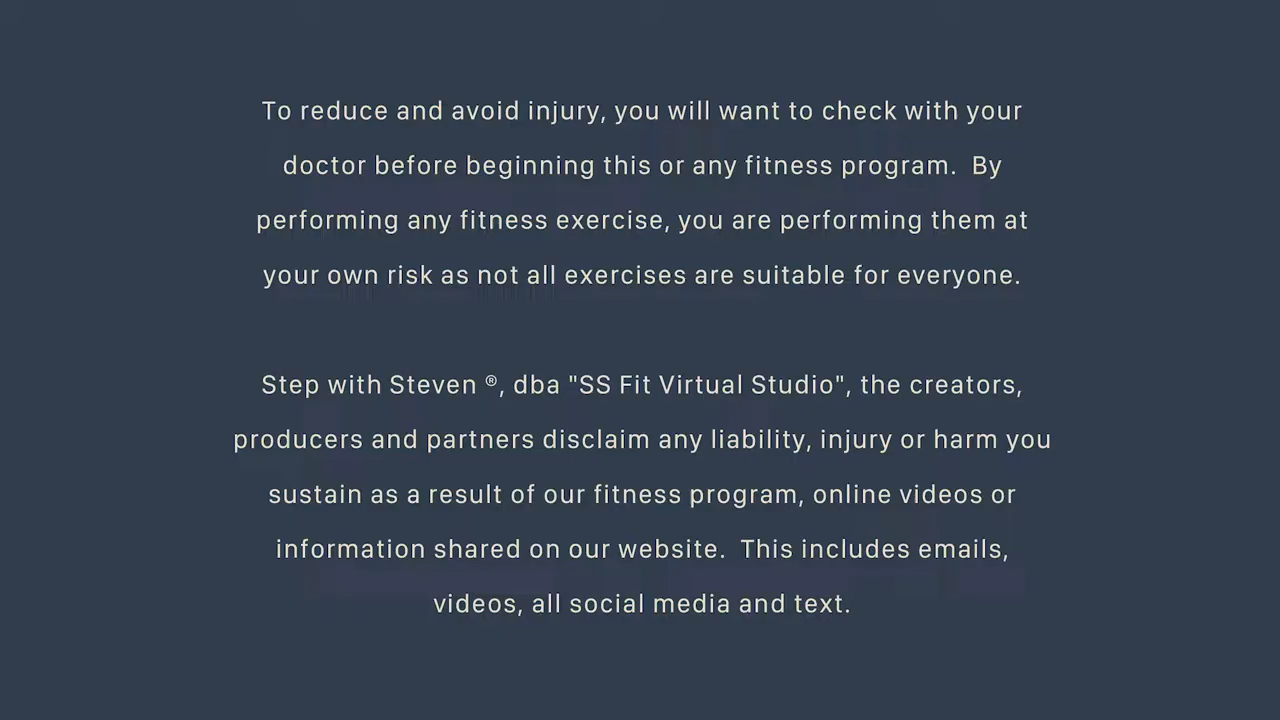 To reduce and avoid injury, you will want to check with your
doctor before beginning this or any fitness program.  By
performing any fitness exercise, you are performing them at
your own risk as not all exercises are suitable for everyone.
Step with Steven ®, dba "SS Fit Virtual Studio", the creators,
producers and partners disclaim any liability, injury or harm you
sustain as a result of our fitness program, online videos or
information shared on our website.  This includes emails,
videos, all social media and text.